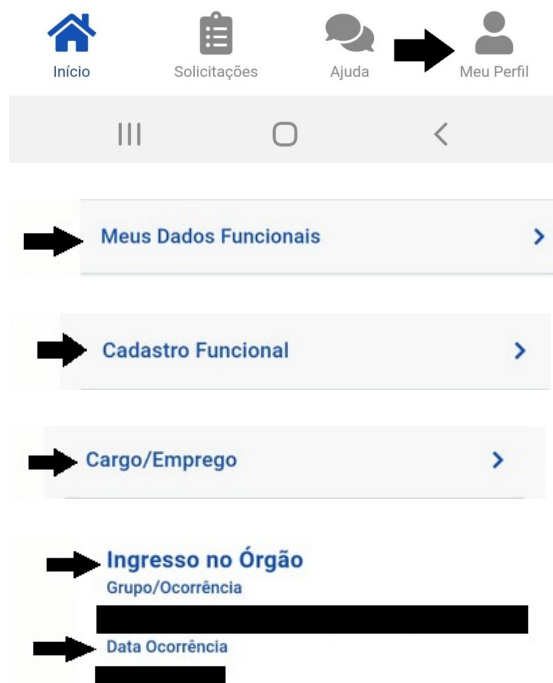 Início Solicitações Ajuda Meu Perfil
Meus Dados Funcionais
Cadastro Funcional
Cargo/Emprego
Ingresso no Órgão
Grupo/Ocorrência
Data Ocorrência